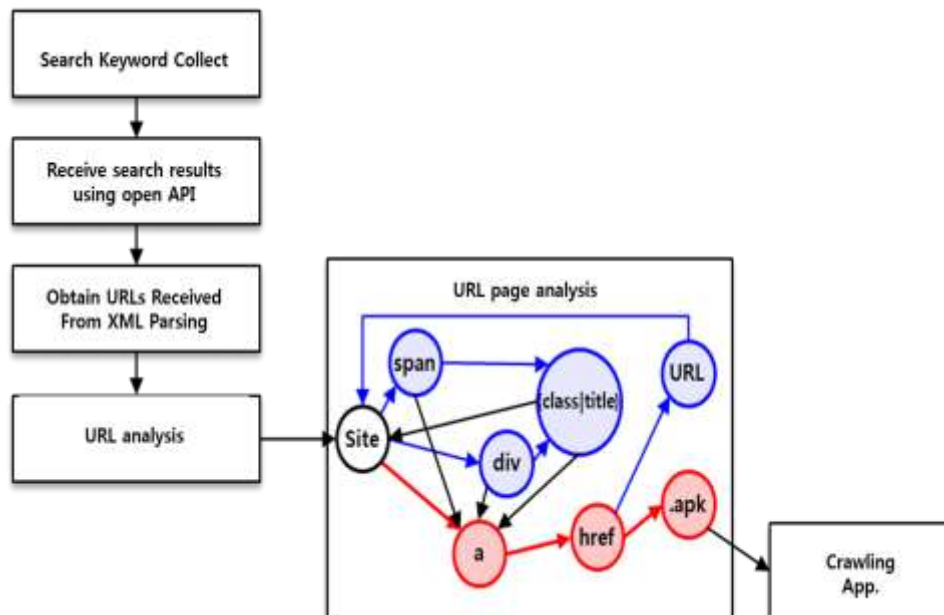 Search Keyword Collect
Receive search results
using open API
Obtain URLs Received
From XML Parsing
URL analysis
URL page analysis
span
[class|title]
URL
Site
div
a
href
.apk
Crawling
App.